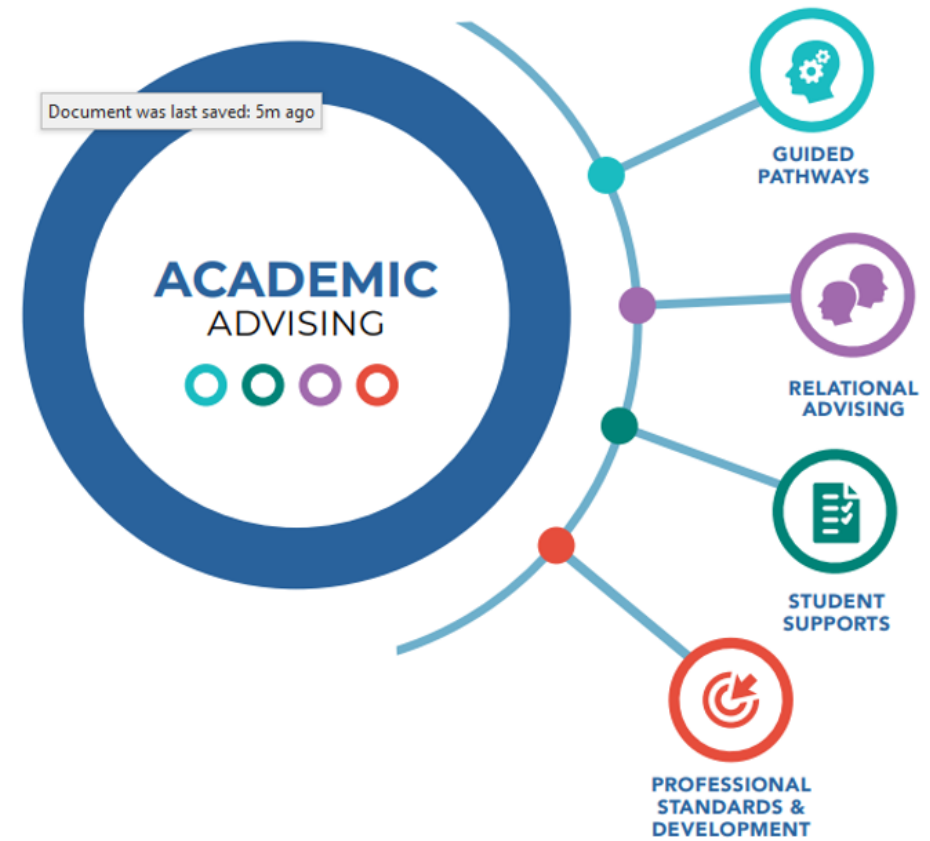 Document was last saved: 5m ago
ACADEMIC
ADVISING
GUIDED
PATHWAYS
RELATIONAL
ADVISING
STUDENT
SUPPORTS
PROFESSIONAL
STANDARDS &
DEVELOPMENT